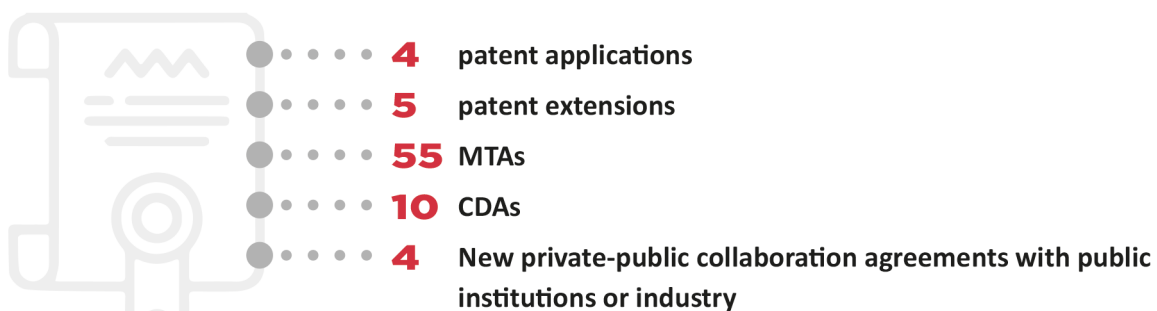 4 patent applications
5 patent extensions
55 MTAs
10 CDAs
4 New private-public collaboration agreements with public
institutions or industry